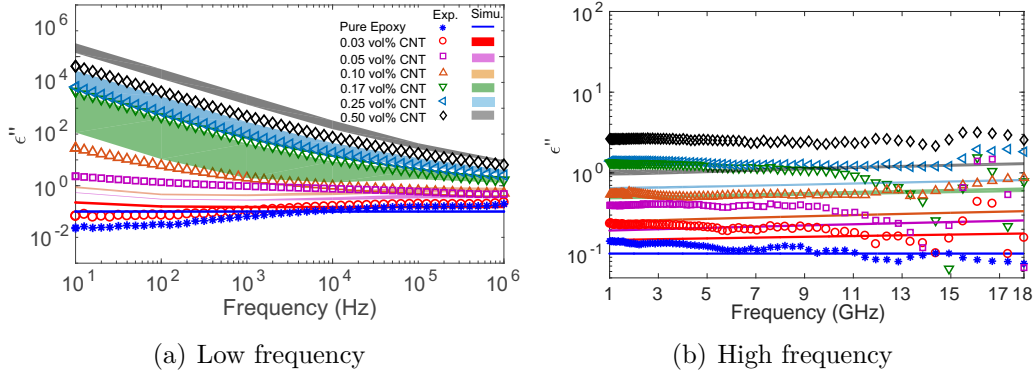 Exp. Simu.
Pure Epoxy
0.03 vol% CNT
0.05 vol% CNT
0.10 vol% CNT
0.17 vol% CNT
0.25 vol% CNT
0.50 vol% CNT
10^6
10^4
10^2
10^0
10^-2
ϵ''
10^1 10^2 10^3 10^4 10^5 10^6
Frequency (Hz)
(a) Low frequency
10^2
10^1
10^0
10^-1
ϵ''
1 3 5 7 9 11 13 15 17 18
Frequency (GHz)
(b) High frequency